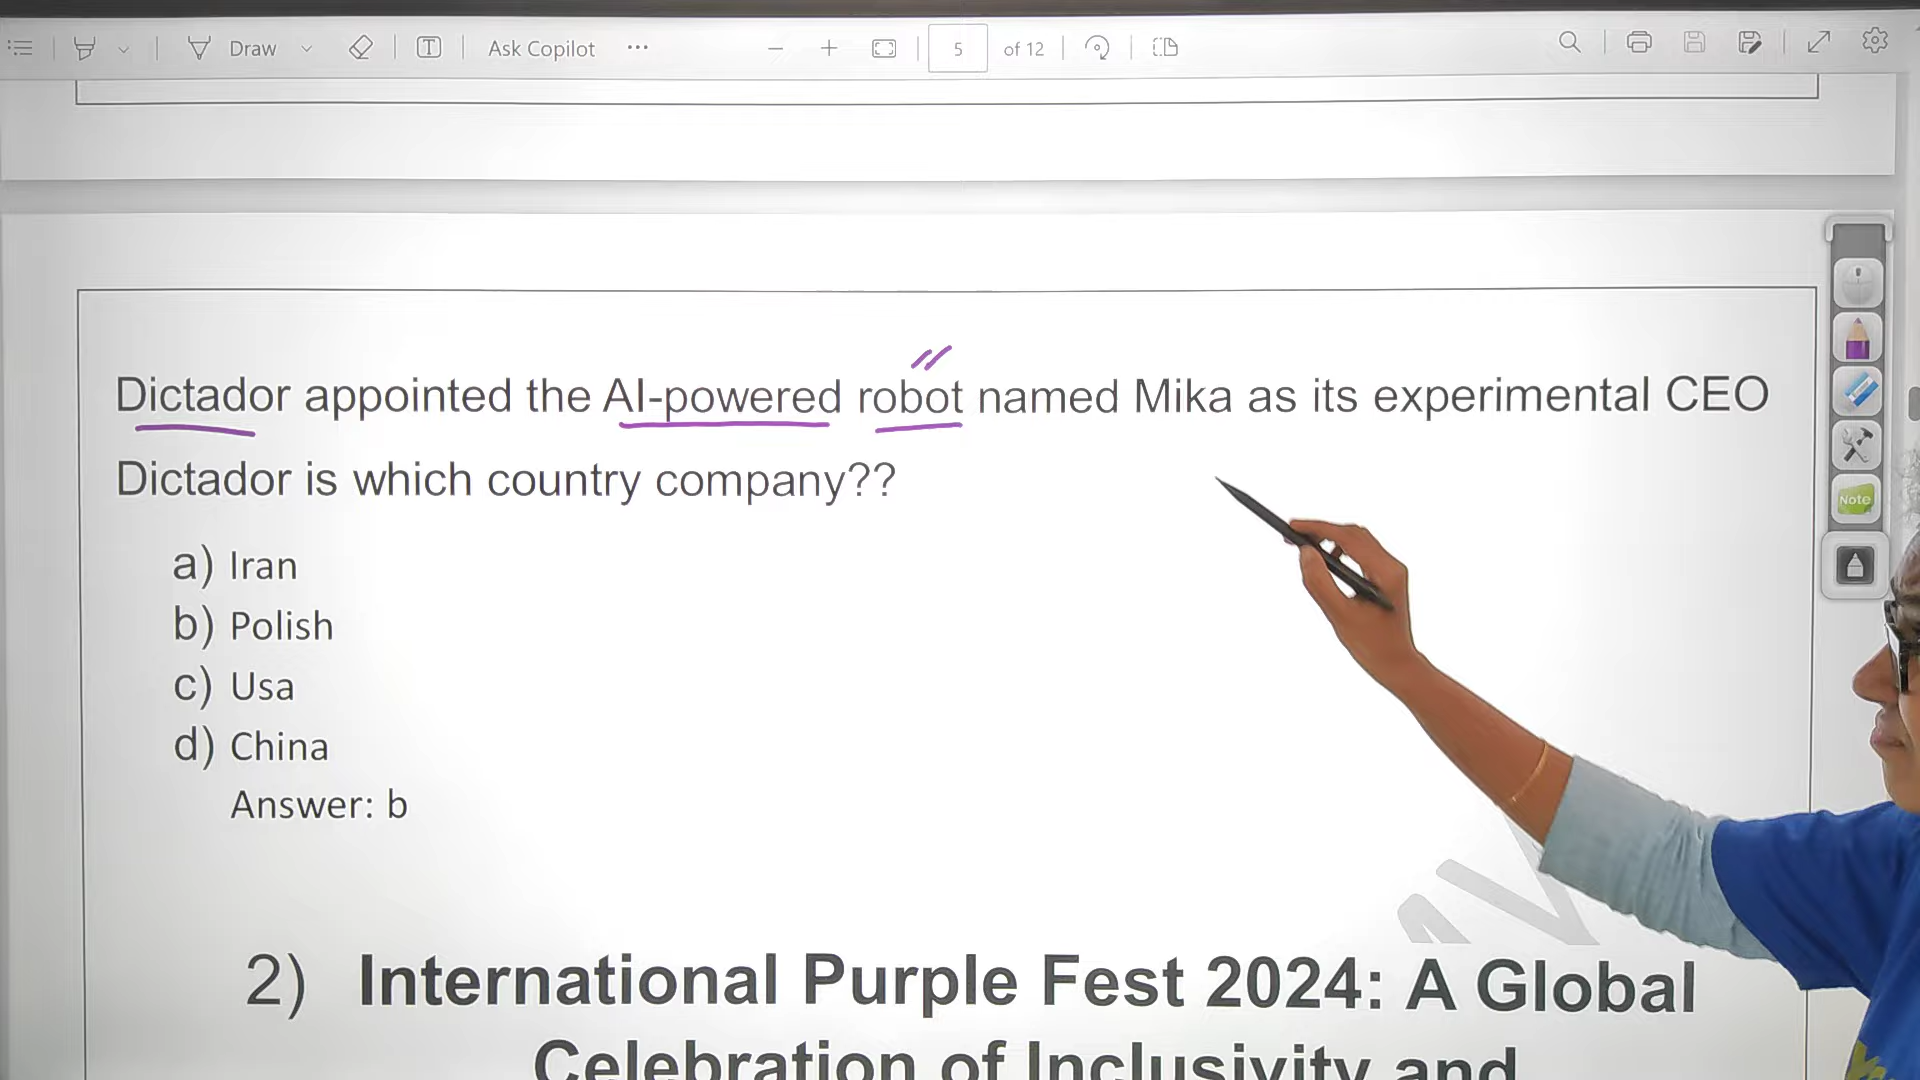 Draw
Ask Copilot
5 of 12
Dictador appointed the AI-powered robot named Mika as its experimental CEO
Dictador is which country company??
a) Iran
b) Polish
c) Usa
d) China
Answer: b
Note
2) International Purple Fest 2024: A Global
Celebration of Inclusivity and